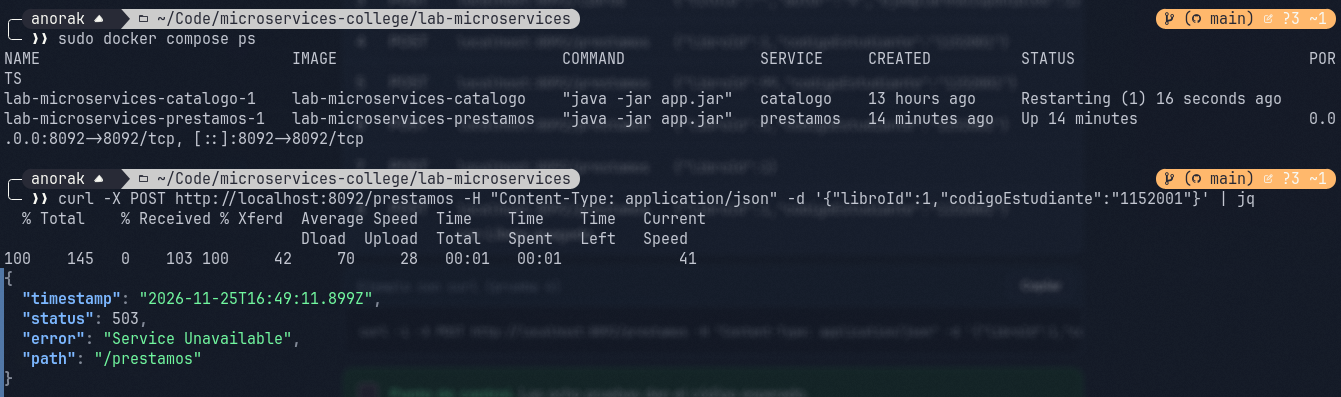 anorak ~/Code/microservices-college/lab-microservices main) ?3 ~1
❯❯ sudo docker compose ps
NAME IMAGE COMMAND SERVICE CREATED STATUS POR
TS
lab-microservices-catalogo-1 lab-microservices-catalogo "java -jar app.jar" catalogo 13 hours ago Restarting (1) 16 seconds ago
lab-microservices-prestamos-1 lab-microservices-prestamos "java -jar app.jar" prestamos 14 minutes ago Up 14 minutes 0.0
.0.0:8092->8092/tcp, [::]:8092->8092/tcp
anorak ~/Code/microservices-college/lab-microservices main) ?3 ~1
❯❯ curl -X POST http://localhost:8092/prestamos -H "Content-Type: application/json" -d '{"libroId":1,"codigoEstudiante":"1152001"}' | jq
% Total % Received % Xferd Average Speed Time Time Time Current
Dload Upload Total Spent Left Speed
100 145 0 103 100 42 70 28 00:01 00:01 41
{
"timestamp": "2026-11-25T16:49:11.899Z",
"status": 503,
"error": "Service Unavailable",
"path": "/prestamos"
}